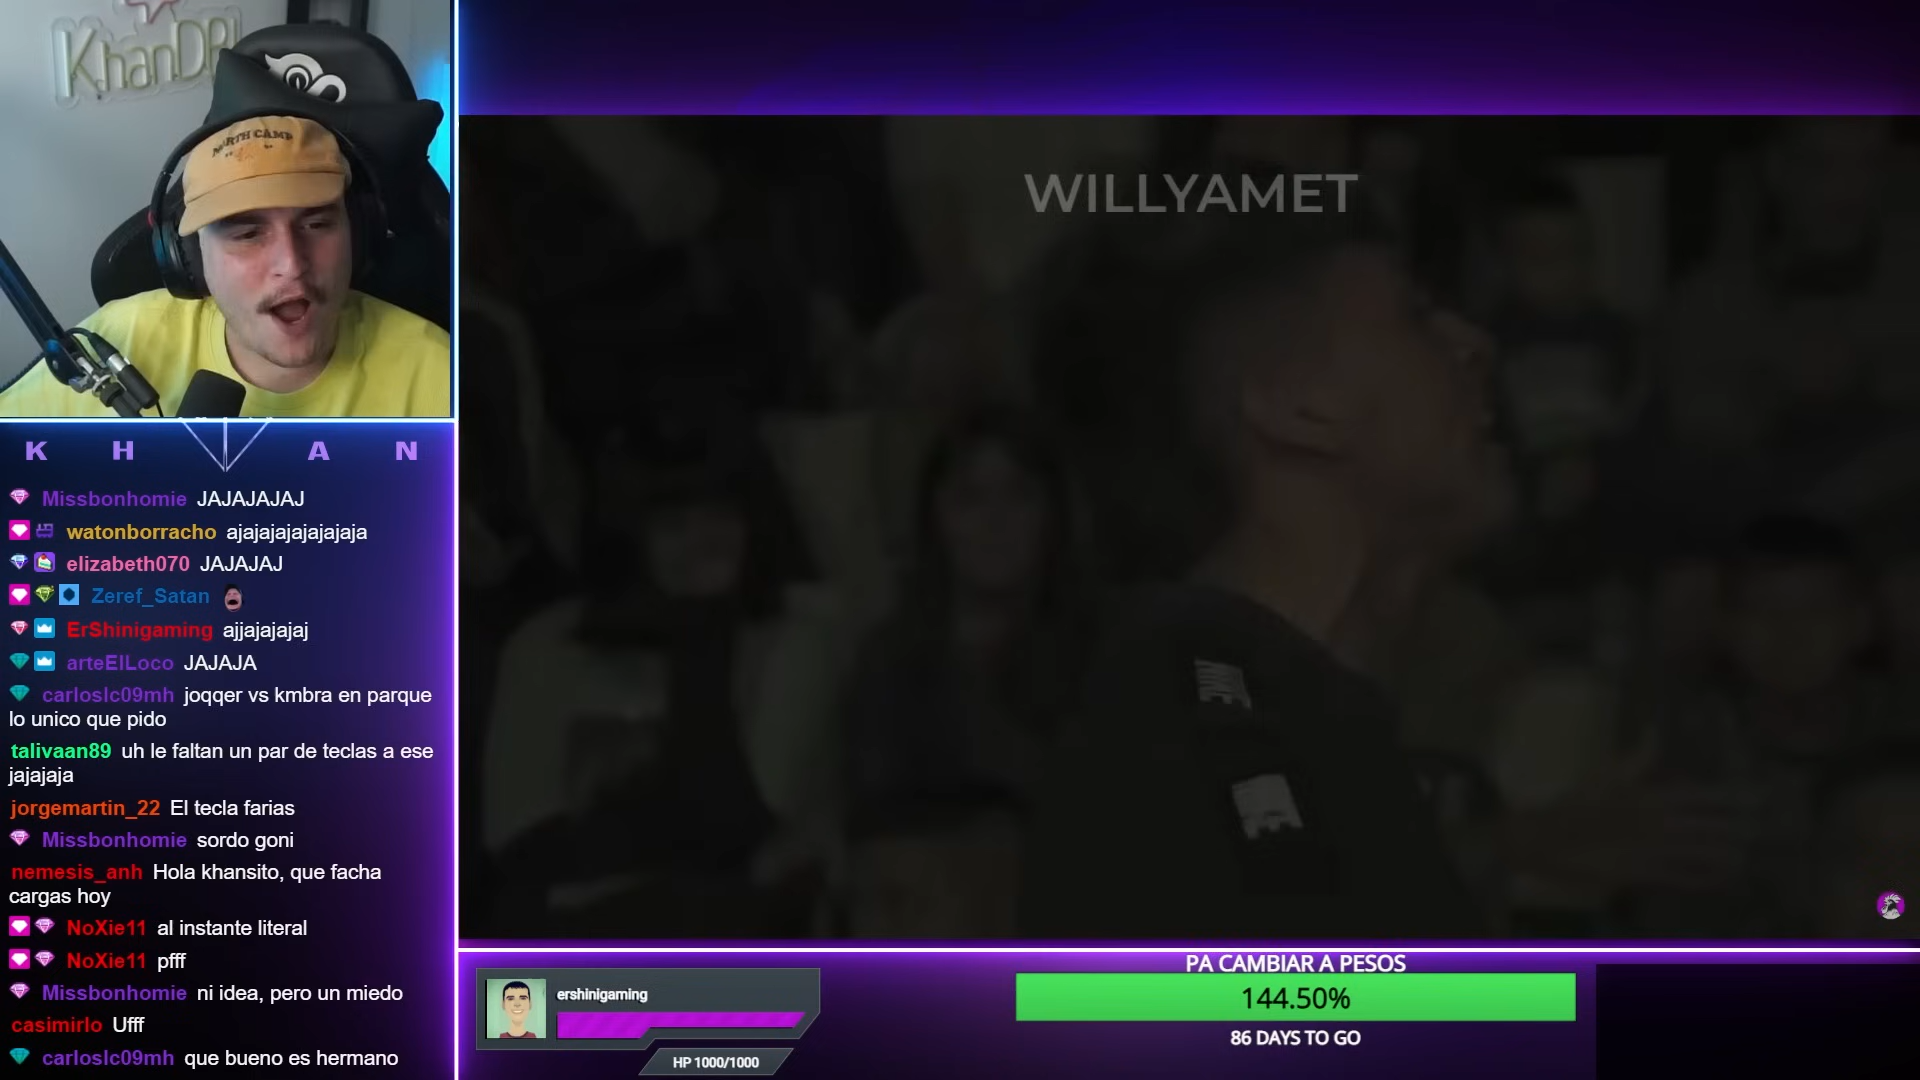 KhanDBL
NORTH CAMP
WILLYAMET
K H A N
Missbonhomie JAJAJAJAJ
watonborracho ajajajajajajajaja
elizabeth070 JAJAJAJ
Zeref_Satan
ErShinigaming ajjajajajaj
arteElLoco JAJAJA
carloslc09mh joqqer vs kmbra en parque
lo unico que pido
talivaan89 uh le faltan un par de teclas a ese
jajajaja
jorgemartin_22 El tecla farias
Missbonhomie sordo goni
nemesis_anh Hola khansito, que facha
cargas hoy
NoXie11 al instante literal
NoXie11 pfff
Missbonhomie ni idea, pero un miedo
casimirlo Ufff
carloslc09mh que bueno es hermano
ershinigaming
HP 1000/1000
PA CAMBIAR A PESOS
144.50%
86 DAYS TO GO